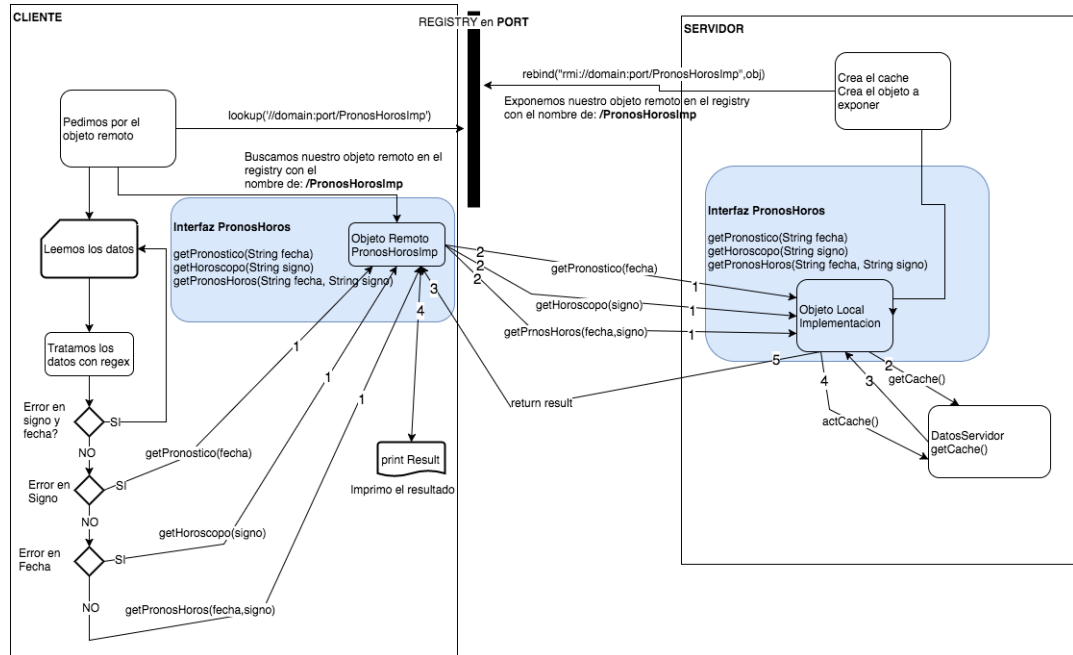 CLIENTE
REGISTRY en PORT
SERVIDOR
rebind("rmi://domain:port/PronosHorosImp",obj)
Crea el cache
Crea el objeto a
exponer
Exponemos nuestro objeto remoto en el registry
con el nombre de: /PronosHorosImp
Pedimos por el
objeto remoto
lookup('//domain:port/PronosHorosImp')
Buscamos nuestro objeto remoto en el
registry con el
nombre de: /PronosHorosImp
Interfaz PronosHoros
getPronostico(String fecha)
getHoroscopo(String signo)
getPronosHoros(String fecha, String signo)
Objeto Remoto
PronosHorosImp
Leemos los datos
Tratamos los
datos con regex
Error en
signo y
fecha?
SI
NO
Error en
Signo
SI
NO
Error en
Fecha
SI
NO
getPronostico(fecha)
getHoroscopo(signo)
getPronosHoros(fecha,signo)
1
1
1
2
2
2
3
4
print Result
Imprimo el resultado
getPronostico(fecha)
1
getHoroscopo(signo)
1
getPrnosHoros(fecha,signo)
1
return result
5
Interfaz PronosHoros
getPronostico(String fecha)
getHoroscopo(String signo)
getPronosHoros(String fecha, String signo)
Objeto Local
Implementacion
2
getCache()
3
4
actCache()
DatosServidor
getCache()